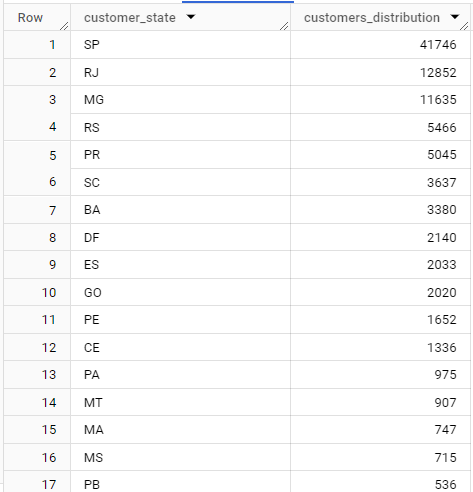 Row customer_state customers_distribution
1 SP 41746
2 RJ 12852
3 MG 11635
4 RS 5466
5 PR 5045
6 SC 3637
7 BA 3380
8 DF 2140
9 ES 2033
10 GO 2020
11 PE 1652
12 CE 1336
13 PA 975
14 MT 907
15 MA 747
16 MS 715
17 PB 536